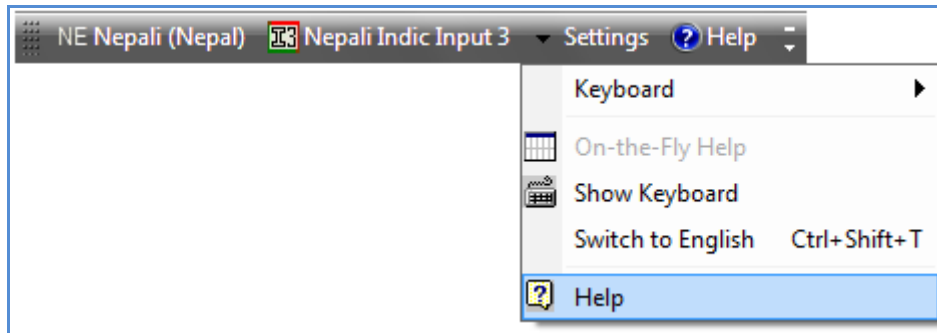 NE Nepali (Nepal) Nepali Indic Input 3 Settings Help
Keyboard
On-the-Fly Help
Show Keyboard
Switch to English Ctrl+Shift+T
Help